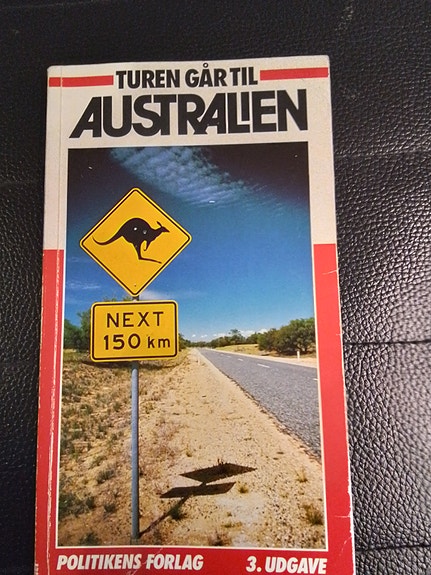 TUREN GÅR TIL
AUSTRALIEN
NEXT
150 km
POLITIKENS FORLAG 3. UDGAVE